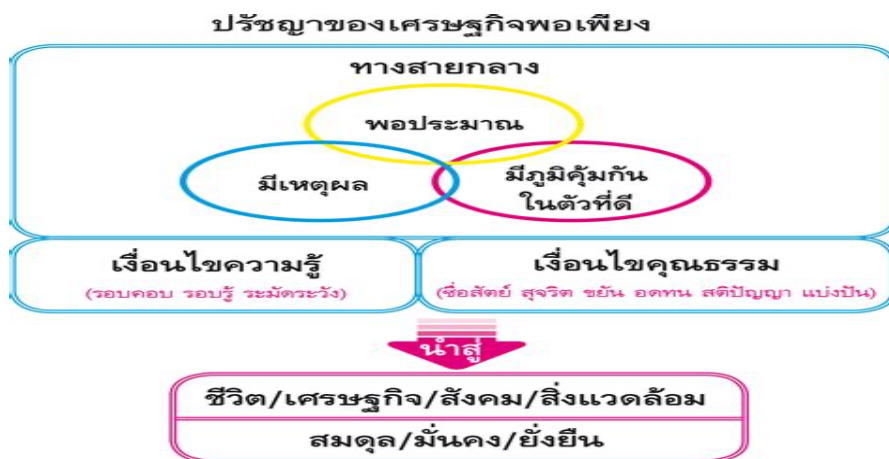 ปรัชญาของเศรษฐกิจพอเพียง
ทางสายกลาง
พอประมาณ
มีเหตุผล
มีภูมิคุ้มกัน
ในตัวที่ดี
เงื่อนไขความรู้
(รอบคอบ รอบรู้ ระมัดระวัง)
เงื่อนไขคุณธรรม
(ซื่อสัตย์ สุจริต ขยัน อดทน สติปัญญา แบ่งปัน)
นำสู่
ชีวิต/เศรษฐกิจ/สังคม/สิ่งแวดล้อม
สมดุล/มั่นคง/ยั่งยืน